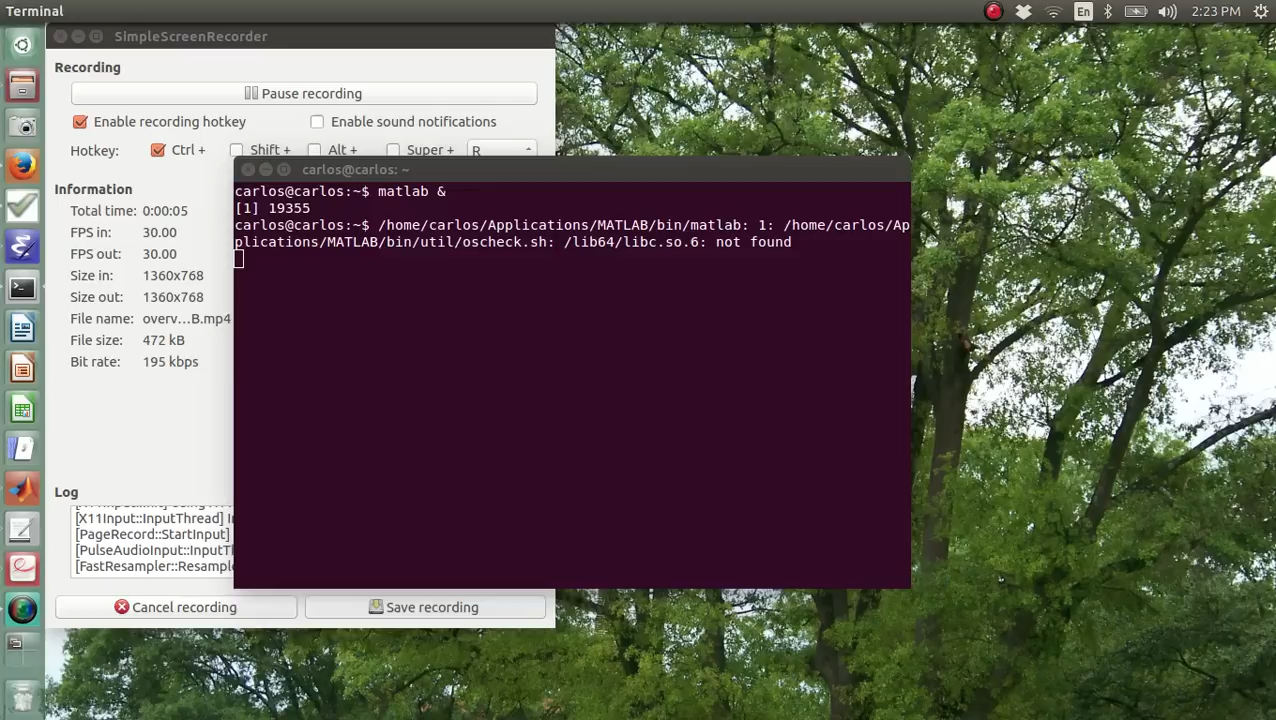 Terminal
En
2:23 PM
SimpleScreenRecorder
Recording
Pause recording
Enable recording hotkey
Enable sound notifications
Hotkey:
Ctrl +
Shift +
Alt +
Super +
R
Information
Total time: 0:00:05
FPS in: 30.00
FPS out: 30.00
Size in: 1360x768
Size out: 1360x768
File name: overv…B.mp4
File size: 472 kB
Bit rate: 195 kbps
Log
[X11Input::InputThread]
[PageRecord::StartInput]
[PulseAudioInput::InputTh
[FastResampler::Resample
Cancel recording
Save recording
carlos@carlos: ~
carlos@carlos:~$ matlab &
[1] 19355
carlos@carlos:~$ /home/carlos/Applications/MATLAB/bin/matlab: 1: /home/carlos/Ap
plications/MATLAB/bin/util/oscheck.sh: /lib64/libc.so.6: not found